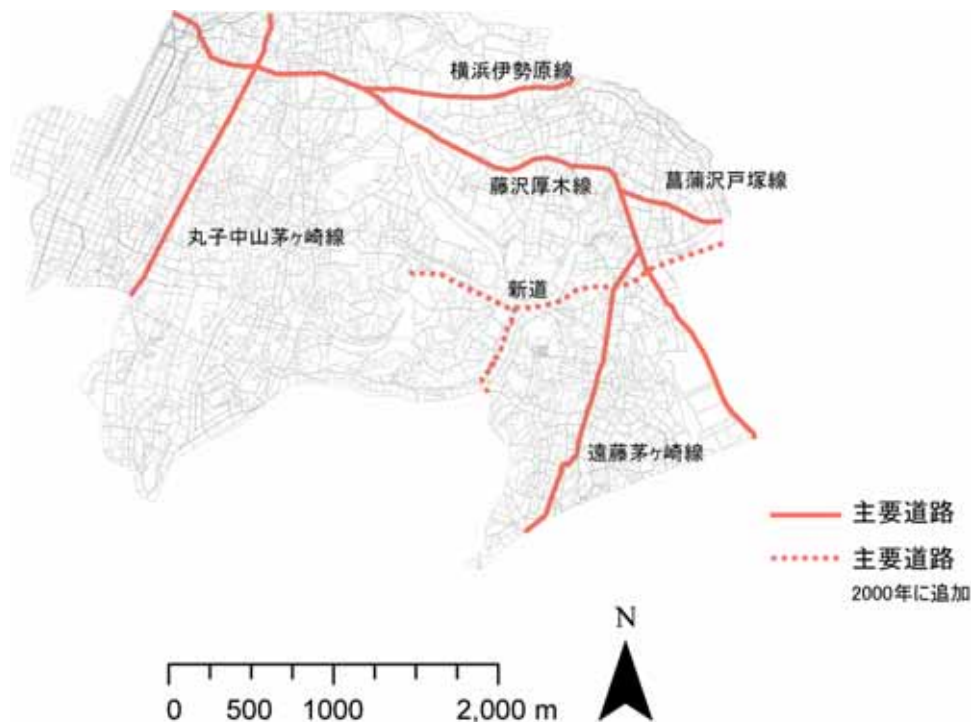 横浜伊勢原線
藤沢厚木線
菖蒲沢戸塚線
丸子中山茅ヶ崎線
新道
遠藤茅ヶ崎線
主要道路
主要道路
2000年に追加
N
0 500 1000 2,000 m